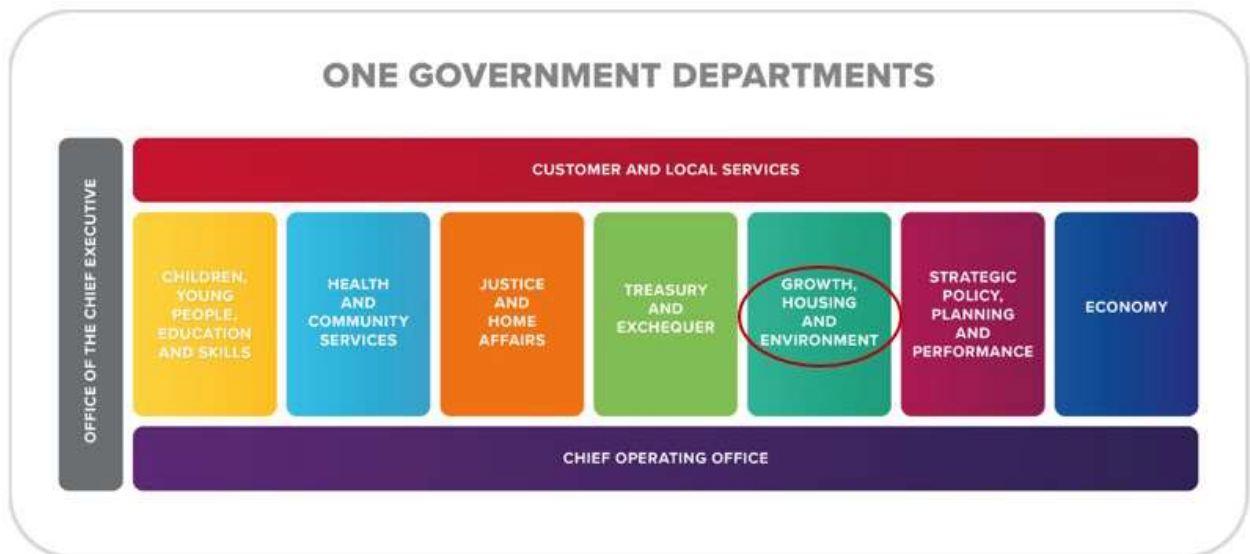 ONE GOVERNMENT DEPARTMENTS
OFFICE OF THE CHIEF EXECUTIVE
CUSTOMER AND LOCAL SERVICES
CHILDREN,
YOUNG
PEOPLE,
EDUCATION
AND SKILLS
HEALTH
AND
COMMUNITY
SERVICES
JUSTICE
AND
HOME
AFFAIRS
TREASURY
AND
EXCHEQUER
GROWTH,
HOUSING
AND
ENVIRONMENT
STRATEGIC
POLICY,
PLANNING
AND
PERFORMANCE
ECONOMY
CHIEF OPERATING OFFICE